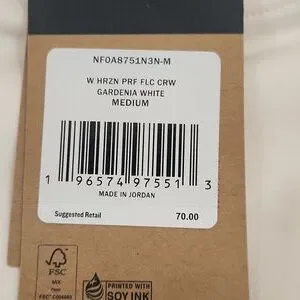 NF0A8751N3N-M
W HRZN PRF FLC CRW
GARDENIA WHITE
MEDIUM
1 96574 97551 3
MADE IN JORDAN
Suggested Retail 70.00
FSC
MIX
PRINTED WITH
SOY INK